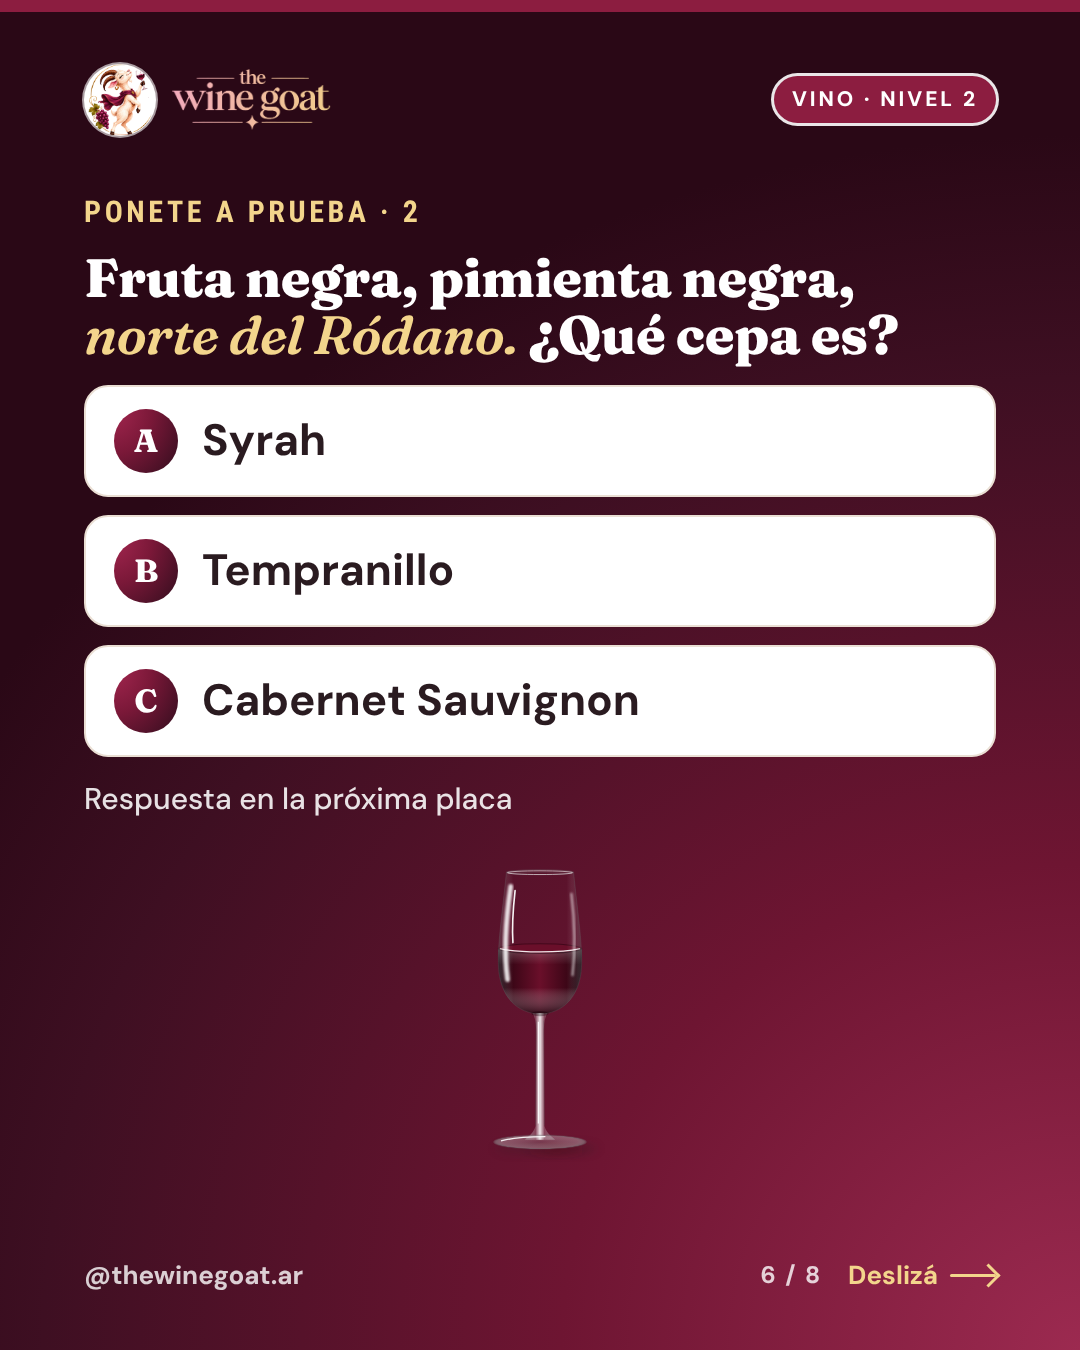 the
wine goat
VINO · NIVEL 2
PONETE A PRUEBA · 2
Fruta negra, pimienta negra,
norte del Ródano. ¿Qué cepa es?
A Syrah
B Tempranillo
C Cabernet Sauvignon
Respuesta en la próxima placa
@thewinegoat.ar
6 / 8 Deslizá